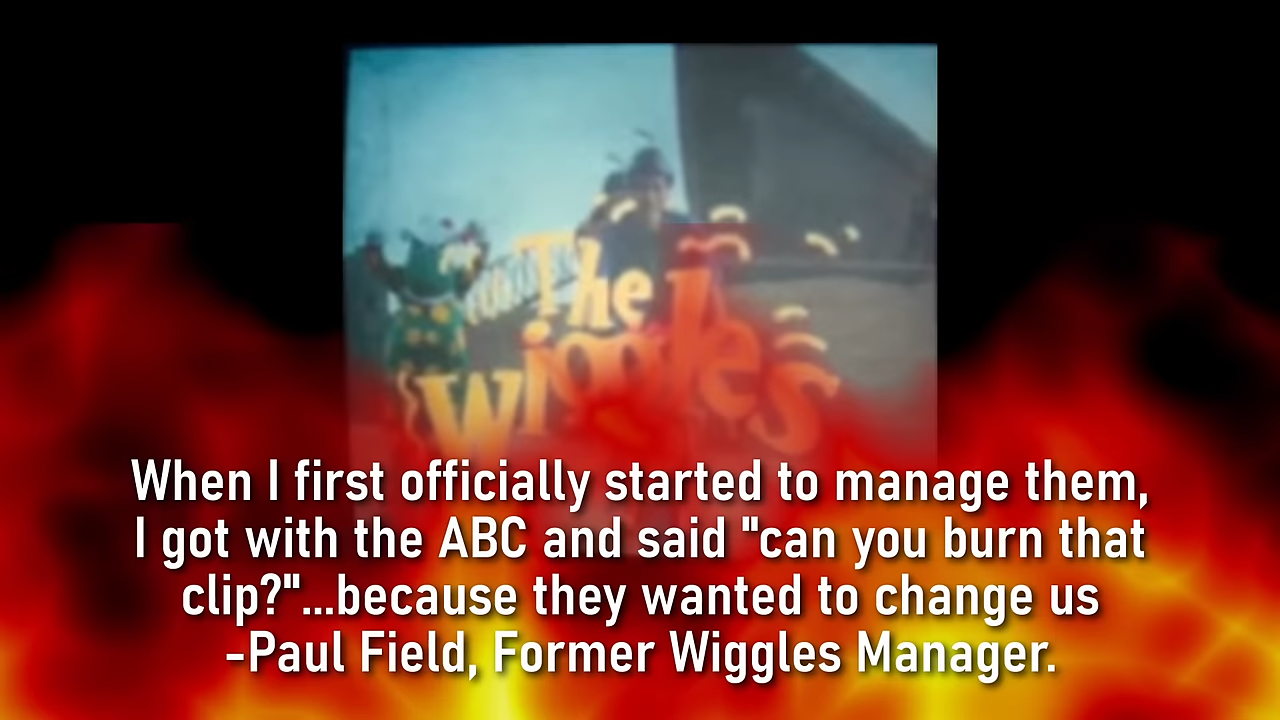 The
Wiggles
When I first officially started to manage them,
I got with the ABC and said "can you burn that
clip?"...because they wanted to change us
-Paul Field, Former Wiggles Manager.